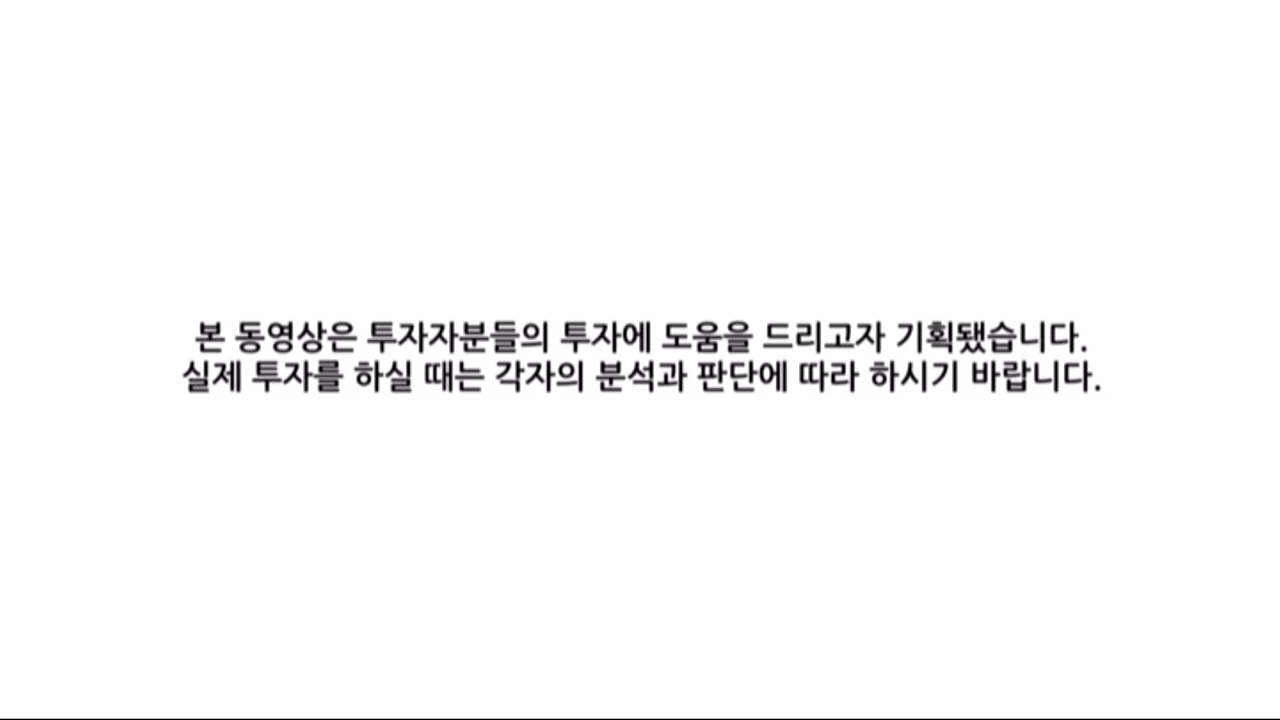 본 동영상은 투자자분들의 투자에 도움을 드리고자 기획됐습니다.
실제 투자를 하실 때는 각자의 분석과 판단에 따라 하시기 바랍니다.